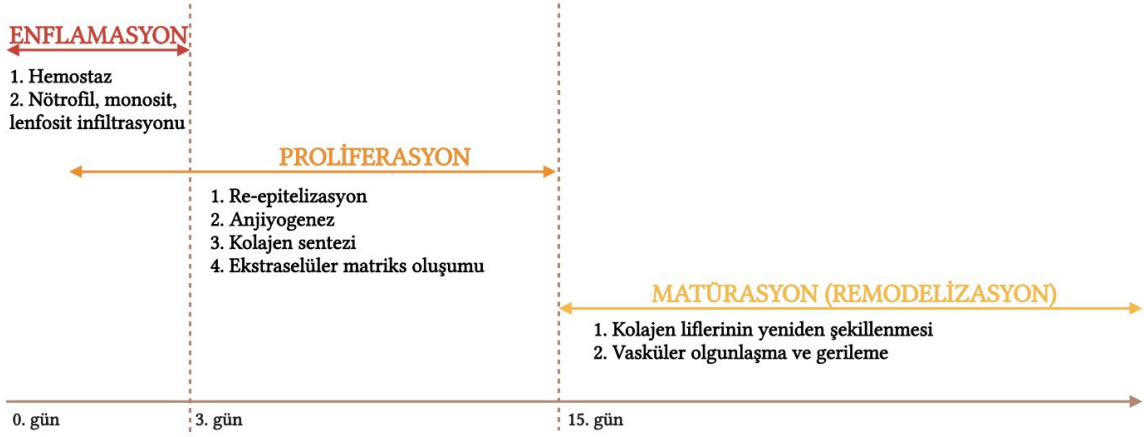 ENFLAMASYON
1. Hemostaz
2. Nötrofil, monosit,
lenfosit infiltrasyonu
PROLİFERASYON
1. Re-epitelizasyon
2. Anjiyogenez
3. Kolajen sentezi
4. Ekstraselüler matriks oluşumu
MATÜRASYON (REMODELİZASYON)
1. Kolajen liflerinin yeniden şekillenmesi
2. Vasküler olgunlaşma ve gerileme
0. gün
3. gün
15. gün